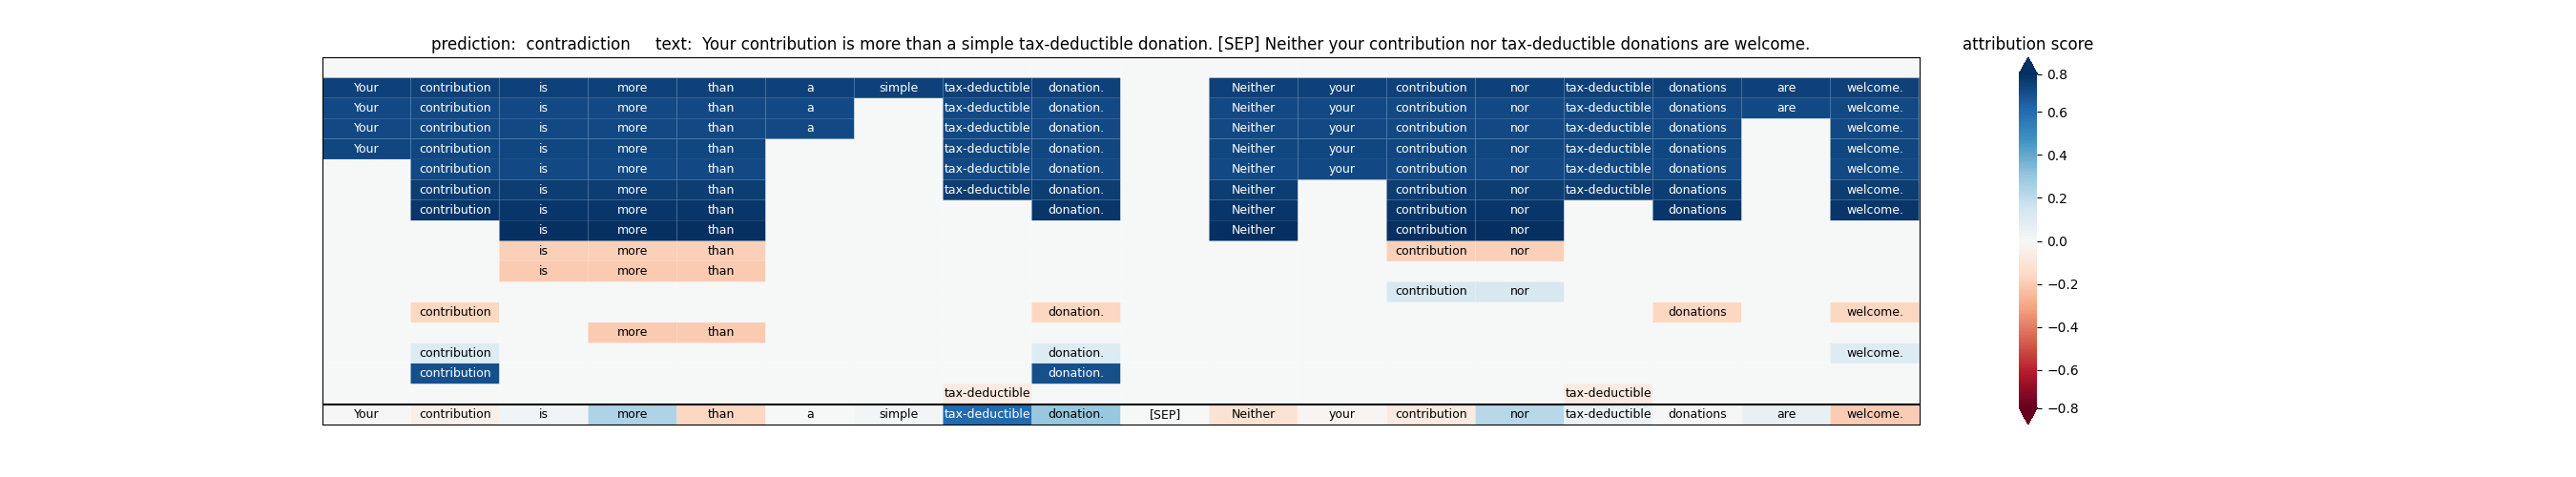 prediction:  contradiction     text:  Your contribution is more than a simple tax-deductible donation. [SEP] Neither your contribution nor tax-deductible donations are welcome.
attribution score
Your contribution is more than a simple tax-deductible donation. Neither your contribution nor tax-deductible donations are welcome.
Your contribution is more than a tax-deductible donation. Neither your contribution nor tax-deductible donations are welcome.
Your contribution is more than a tax-deductible donation. Neither your contribution nor tax-deductible donations welcome.
Your contribution is more than tax-deductible donation. Neither your contribution nor tax-deductible donations welcome.
contribution is more than tax-deductible donation. Neither your contribution nor tax-deductible donations welcome.
contribution is more than tax-deductible donation. Neither contribution nor tax-deductible donations welcome.
contribution is more than donation. Neither contribution nor donations welcome.
is more than Neither contribution nor
is more than contribution nor
is more than
contribution nor
contribution donation. donations welcome.
more than
contribution donation. welcome.
contribution donation.
tax-deductible tax-deductible
Your contribution is more than a simple tax-deductible donation. [SEP] Neither your contribution nor tax-deductible donations are welcome.
0.8
0.6
0.4
0.2
0.0
−0.2
−0.4
−0.6
−0.8